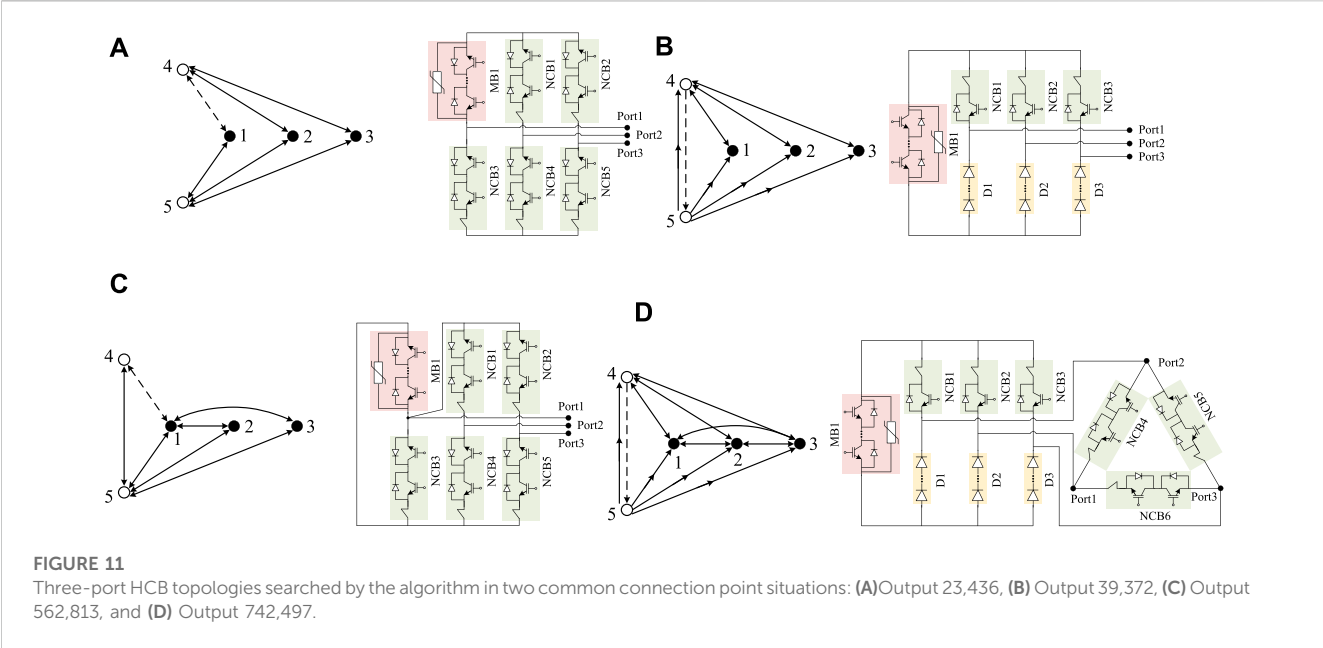 A
4
1
2
3
5
MB1
NCB1
NCB2
Port1
Port2
Port3
NCB3
NCB4
NCB5
B
4
1
2
3
5
MB1
NCB1
NCB2
NCB3
Port1
Port2
Port3
D1
D2
D3
C
4
1
2
3
5
MB1
NCB1
NCB2
Port1
Port2
Port3
NCB3
NCB4
NCB5
D
4
1
2
3
5
MB1
NCB1
NCB2
NCB3
D1
D2
D3
Port2
NCB4
NCB5
Port1
Port3
NCB6
FIGURE 11
Three-port HCB topologies searched by the algorithm in two common connection point situations: (A)Output 23,436, (B) Output 39,372, (C) Output
562,813, and (D) Output 742,497.